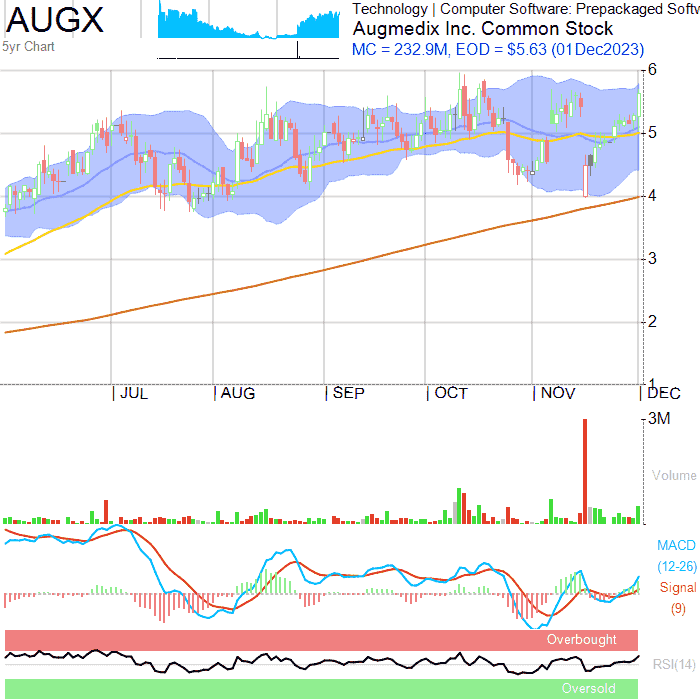 AUGX
5yr Chart
Technology | Computer Software: Prepackaged Softw
Augmedix Inc. Common Stock
MC = 232.9M, EOD = $5.63 (01Dec2023)
6
5
4
3
2
1
JUL AUG SEP OCT NOV DEC
3M
Volume
MACD
(12-26)
Signal
(9)
Overbought
RSI(14)
Oversold